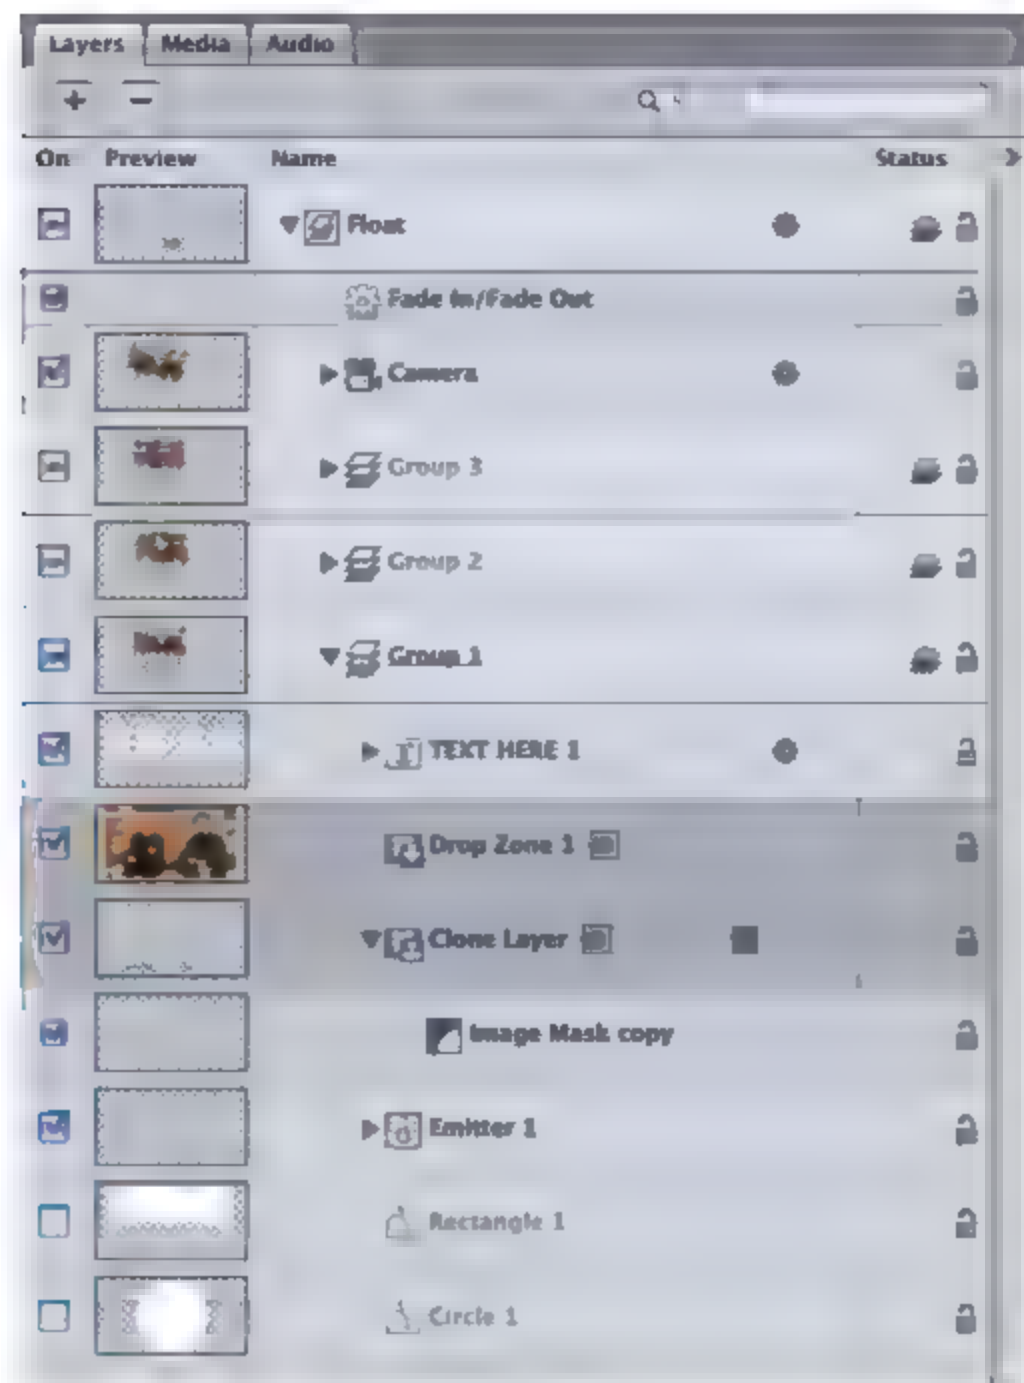 Layers Media Audio
+ −
On Preview Name Status
Float
Fade In/Fade Out
Camera
Group 3
Group 2
Group 1
TEXT HERE 1
Drop Zone 1
Clone Layer
Image Mask copy
Emitter 1
Rectangle 1
Circle 1